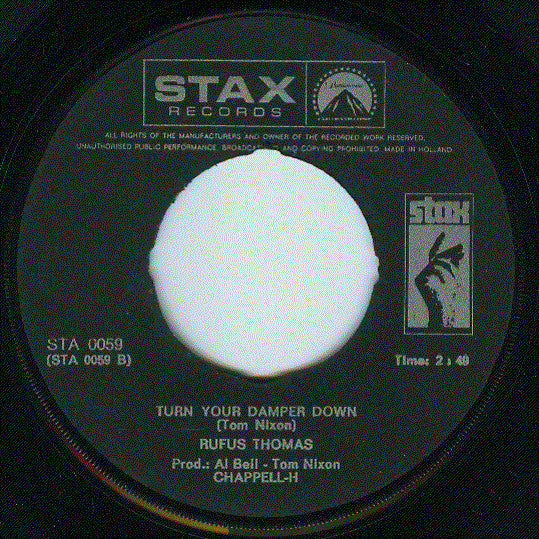 STAX
RECORDS
ALL RIGHTS OF THE MANUFACTURERS AND OWNER OF THE RECORDED WORK RESERVED.
UNAUTHORISED PUBLIC PERFORMANCE, BROADCASTING AND COPYING PROHIBITED. MADE IN HOLLAND
stax
STA 0059
(STA 0059 B)
Time: 2 : 49
TURN YOUR DAMPER DOWN
(Tom Nixon)
RUFUS THOMAS
Prod.: Al Bell - Tom Nixon
CHAPPELL-H